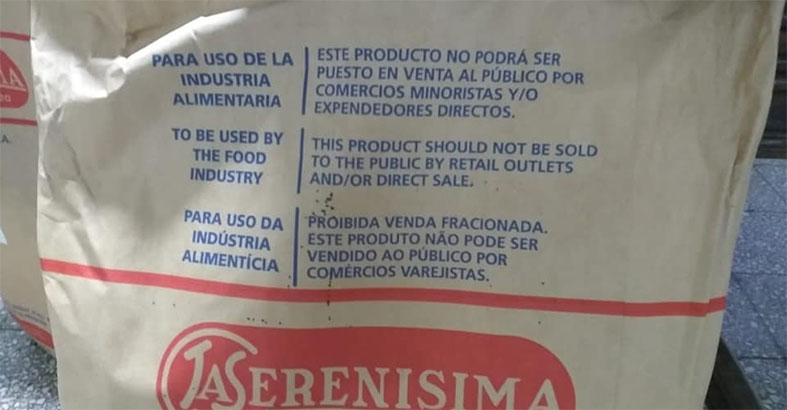 PARA USO DE LA
INDUSTRIA
ALIMENTARIA
ESTE PRODUCTO NO PODRÁ SER
PUESTO EN VENTA AL PÚBLICO POR
COMERCIOS MINORISTAS Y/O
EXPENDEDORES DIRECTOS.
TO BE USED BY
THE FOOD
INDUSTRY
THIS PRODUCT SHOULD NOT BE SOLD
TO THE PUBLIC BY RETAIL OUTLETS
AND/OR DIRECT SALE.
PARA USO DA
INDÚSTRIA
ALIMENTÍCIA
PROIBIDA VENDA FRACIONADA.
ESTE PRODUTO NÃO PODE SER
VENDIDO AO PÚBLICO POR
COMÉRCIOS VAREJISTAS.
LASERENISIMA